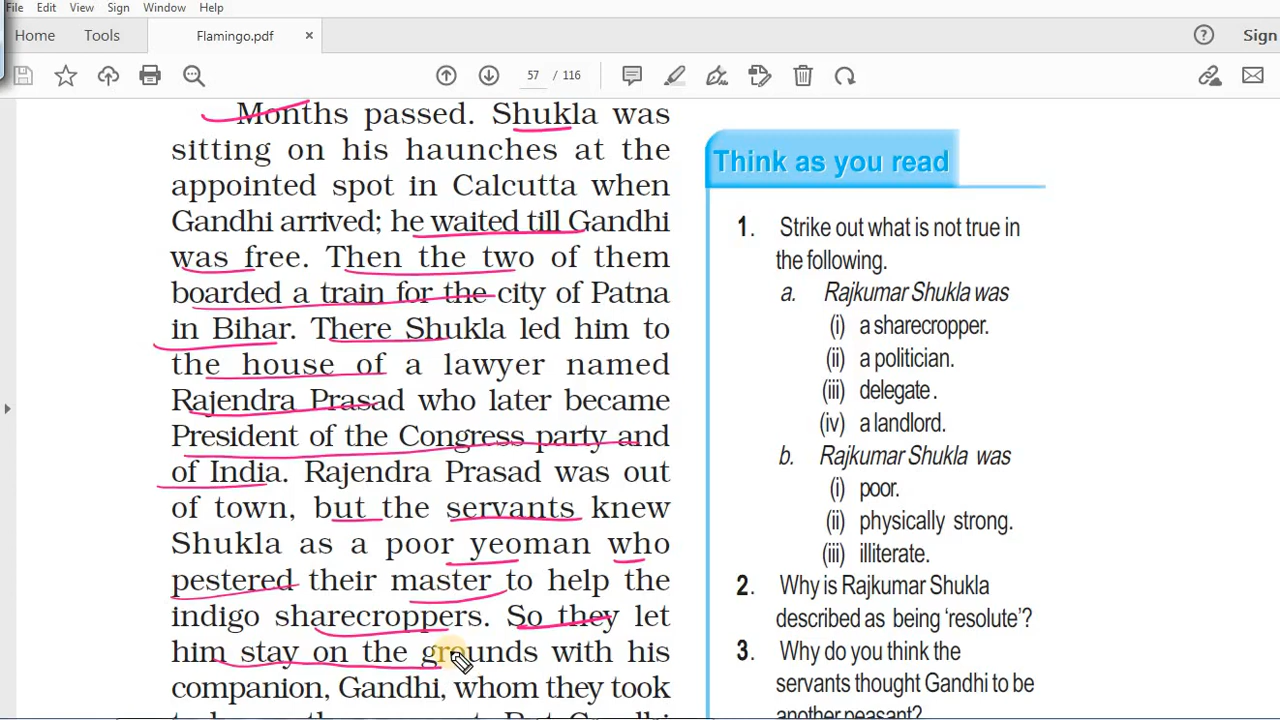 File Edit View Sign Window Help
Home Tools Flamingo.pdf × ? Sign
57 / 116
Months passed. Shukla was
sitting on his haunches at the
appointed spot in Calcutta when
Gandhi arrived; he waited till Gandhi
was free. Then the two of them
boarded a train for the city of Patna
in Bihar. There Shukla led him to
the house of a lawyer named
Rajendra Prasad who later became
President of the Congress party and
of India. Rajendra Prasad was out
of town, but the servants knew
Shukla as a poor yeoman who
pestered their master to help the
indigo sharecroppers. So they let
him stay on the grounds with his
companion, Gandhi, whom they took
Think as you read
1. Strike out what is not true in
the following.
a. Rajkumar Shukla was
(i) a sharecropper.
(ii) a politician.
(iii) delegate.
(iv) a landlord.
b. Rajkumar Shukla was
(i) poor.
(ii) physically strong.
(iii) illiterate.
2. Why is Rajkumar Shukla
described as being ‘resolute’?
3. Why do you think the
servants thought Gandhi to be
another peasant?